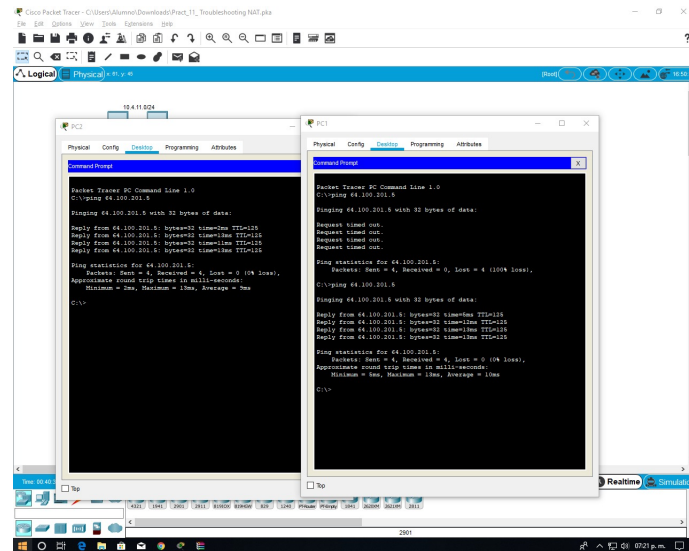 Cisco Packet Tracer - C:\Users\Alumno\Downloads\Pract_11_ Troubleshooting NAT.pka
File Edit Options View Tools Extensions Help
Logical Physical x: 81, y: 48 [Root] 16:50
10.4.11.0/24
PC2
Physical Config Desktop Programming Attributes
Command Prompt
Packet Tracer PC Command Line 1.0
C:\>ping 64.100.201.5
Pinging 64.100.201.5 with 32 bytes of data:
Reply from 64.100.201.5: bytes=32 time=2ms TTL=125
Reply from 64.100.201.5: bytes=32 time=13ms TTL=125
Reply from 64.100.201.5: bytes=32 time=11ms TTL=125
Reply from 64.100.201.5: bytes=32 time=13ms TTL=125
Ping statistics for 64.100.201.5:
Packets: Sent = 4, Received = 4, Lost = 0 (0% loss),
Approximate round trip times in milli-seconds:
Minimum = 2ms, Maximum = 13ms, Average = 9ms
C:\>
Top
PC1
Physical Config Desktop Programming Attributes
Command Prompt X
Packet Tracer PC Command Line 1.0
C:\>ping 64.100.201.5
Pinging 64.100.201.5 with 32 bytes of data:
Request timed out.
Request timed out.
Request timed out.
Request timed out.
Ping statistics for 64.100.201.5:
Packets: Sent = 4, Received = 0, Lost = 4 (100% loss),
C:\>ping 64.100.201.5
Pinging 64.100.201.5 with 32 bytes of data:
Reply from 64.100.201.5: bytes=32 time=5ms TTL=125
Reply from 64.100.201.5: bytes=32 time=12ms TTL=125
Reply from 64.100.201.5: bytes=32 time=13ms TTL=125
Reply from 64.100.201.5: bytes=32 time=13ms TTL=125
Ping statistics for 64.100.201.5:
Packets: Sent = 4, Received = 4, Lost = 0 (0% loss),
Approximate round trip times in milli-seconds:
Minimum = 5ms, Maximum = 13ms, Average = 10ms
C:\>
Top
Time: 00:40:3
Realtime Simulatio
4321 1941 2901 2911 819IOX 819HGW 829 1240 PT-Router PT-Empty 1841 2620XM 2621XM 2811
2901
07:21 p. m.